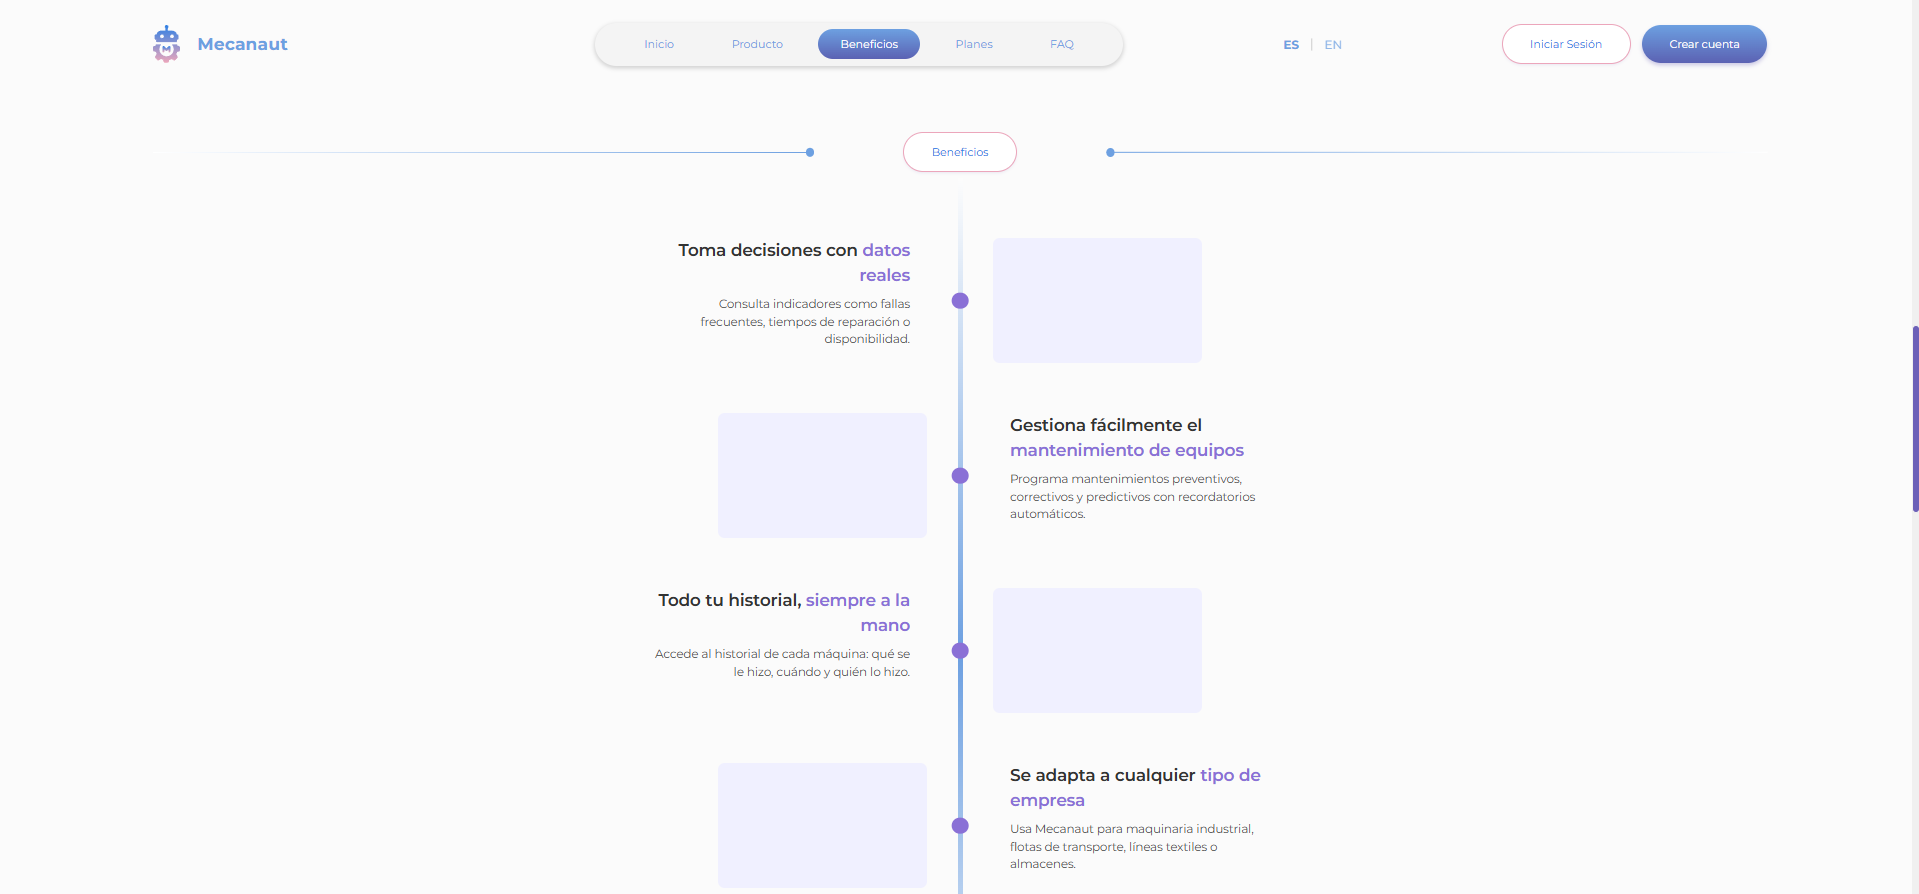 Mecanaut
Inicio
Producto
Beneficios
Planes
FAQ
ES | EN
Iniciar Sesión
Crear cuenta
Beneficios
Toma decisiones con datos
reales
Consulta indicadores como fallas
frecuentes, tiempos de reparación o
disponibilidad.
Gestiona fácilmente el
mantenimiento de equipos
Programa mantenimientos preventivos,
correctivos y predictivos con recordatorios
automáticos.
Todo tu historial, siempre a la
mano
Accede al historial de cada máquina: qué se
le hizo, cuándo y quién lo hizo.
Se adapta a cualquier tipo de
empresa
Usa Mecanaut para maquinaria industrial,
flotas de transporte, líneas textiles o
almacenes.